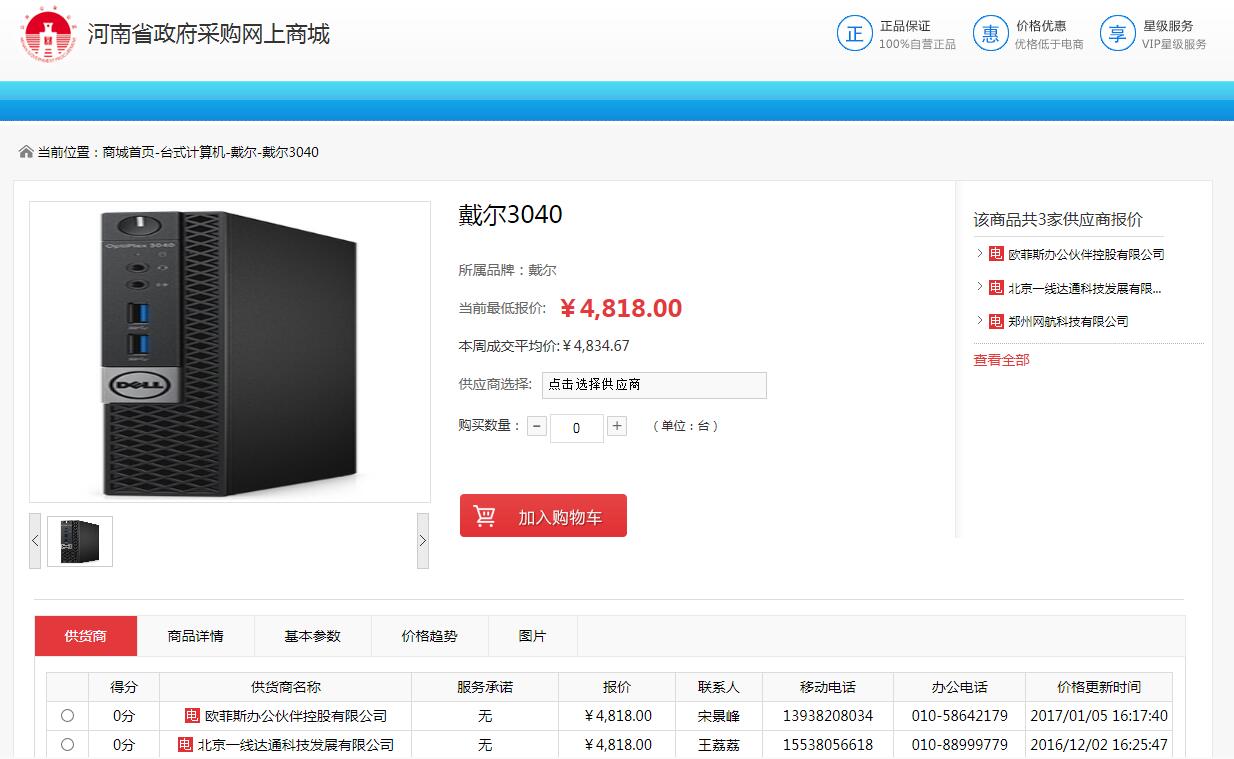 河南省政府采购网上商城
正 正品保证 100%自营正品
惠 价格优惠 优格低于电商
享 星级服务 VIP星级服务
当前位置：商城首页-台式计算机-戴尔-戴尔3040
OptiPlex 3040
DELL
戴尔3040
所属品牌：戴尔
当前最低报价: ￥4,818.00
本周成交平均价:￥4,834.67
供应商选择: 点击选择供应商
购买数量： - 0 + （单位：台）
加入购物车
该商品共3家供应商报价
电 欧菲斯办公伙伴控股有限公司
电 北京一线达通科技发展有限...
电 郑州网航科技有限公司
查看全部
供货商 商品详情 基本参数 价格趋势 图片
得分 供货商名称 服务承诺 报价 联系人 移动电话 办公电话 价格更新时间
0分 电 欧菲斯办公伙伴控股有限公司 无 ￥4,818.00 宋景峰 13938208034 010-58642179 2017/01/05 16:17:40
0分 电 北京一线达通科技发展有限公司 无 ￥4,818.00 王荔荔 15538056618 010-88999779 2016/12/02 16:25:47